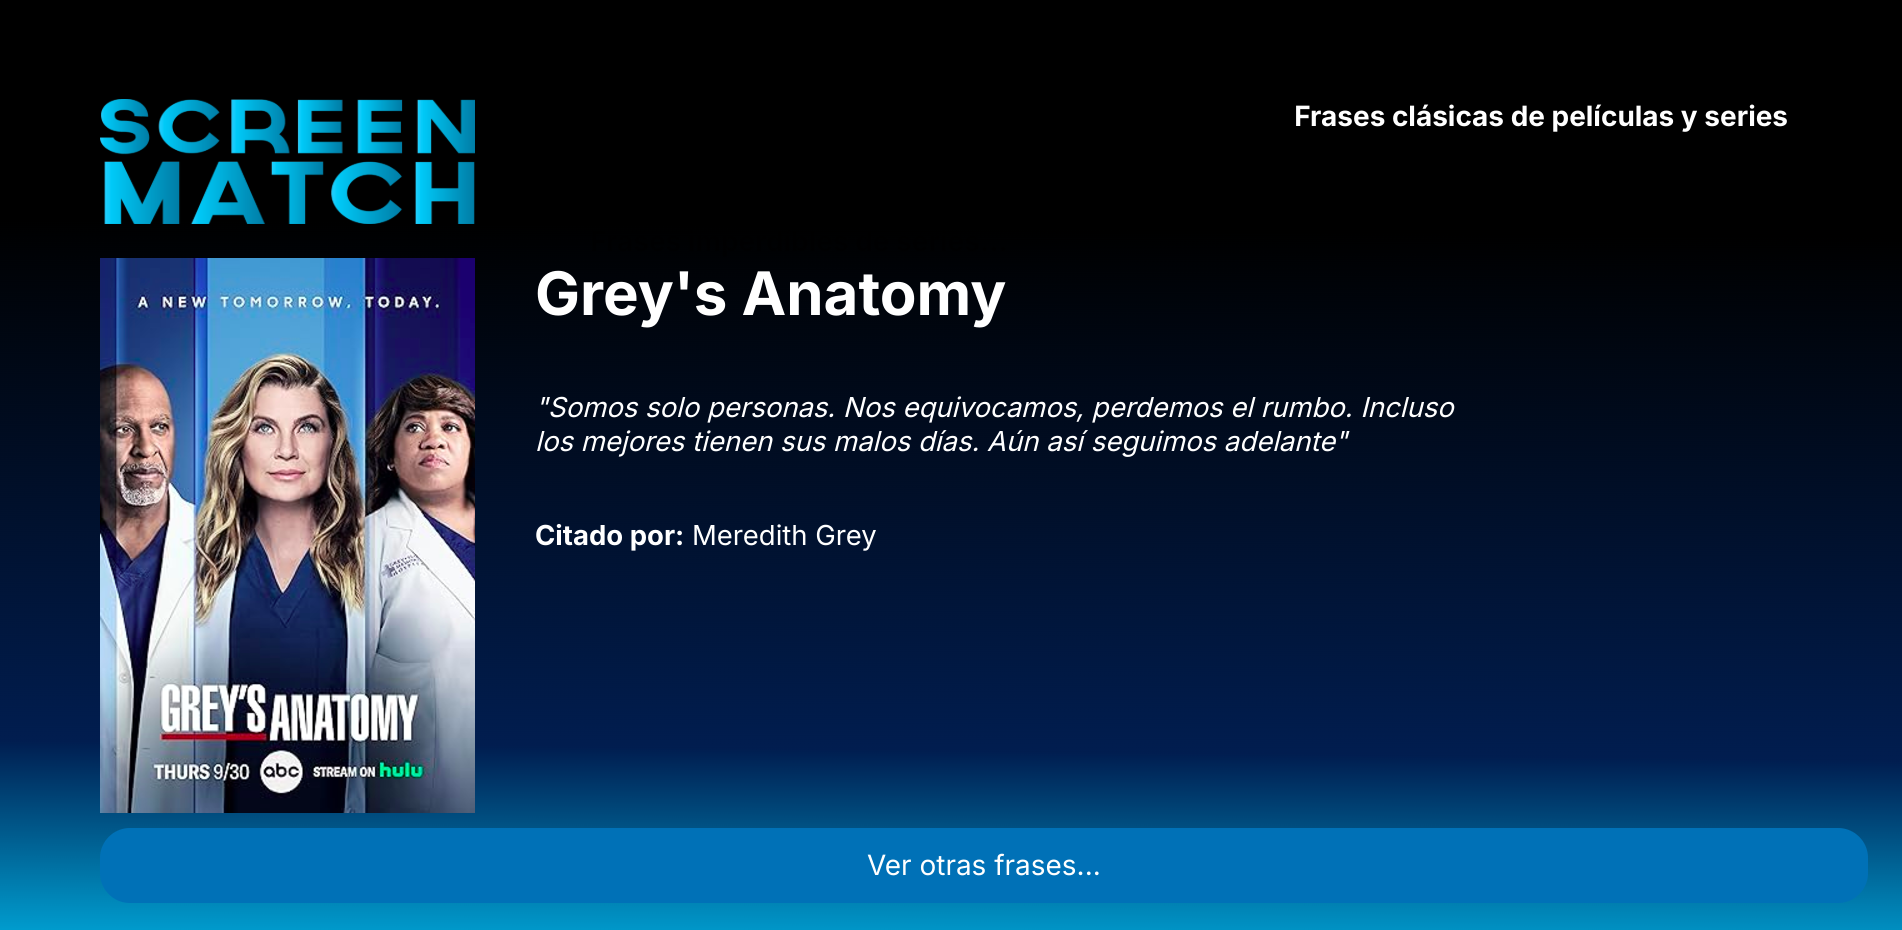 SCREEN
MATCH
Frases clásicas de películas y series
A NEW TOMORROW, TODAY.
GREY'S ANATOMY
THURS 9/30 abc STREAM ON hulu
Grey's Anatomy
"Somos solo personas. Nos equivocamos, perdemos el rumbo. Incluso
los mejores tienen sus malos días. Aún así seguimos adelante"
Citado por: Meredith Grey
Ver otras frases...